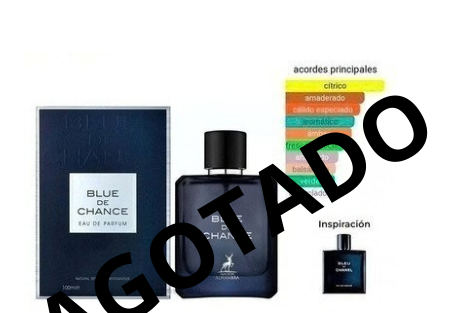 acordes principales
cítrico
amaderado
cálido especiado
aromático
BLUE
DE
CHANCE
EAU DE PARFUM
100ml
BLUE
DE
CHANCE
ALHAMBRA
AGOTADO
Inspiración
BLEU
DE
CHANEL